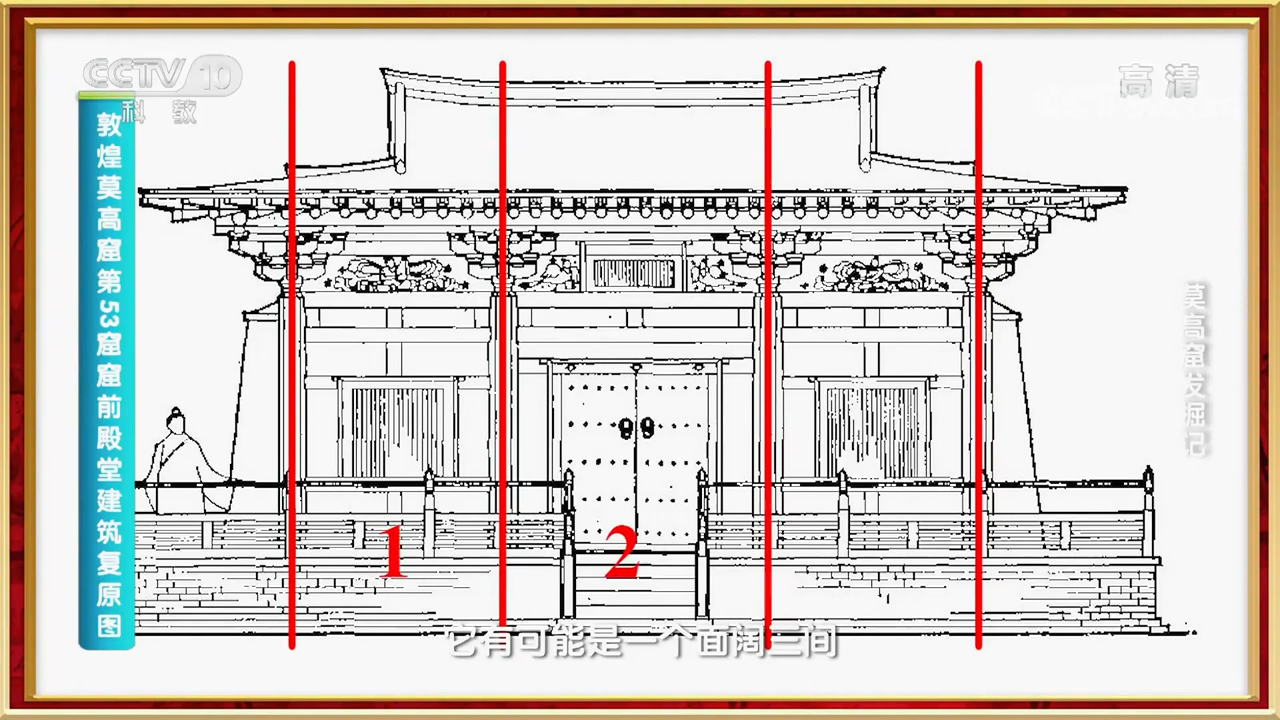 CCTV 10
科教
高清
敦煌莫高窟第53窟窟前殿堂建筑复原图
莫高窟发掘记
1
2
它有可能是一个面阔三间